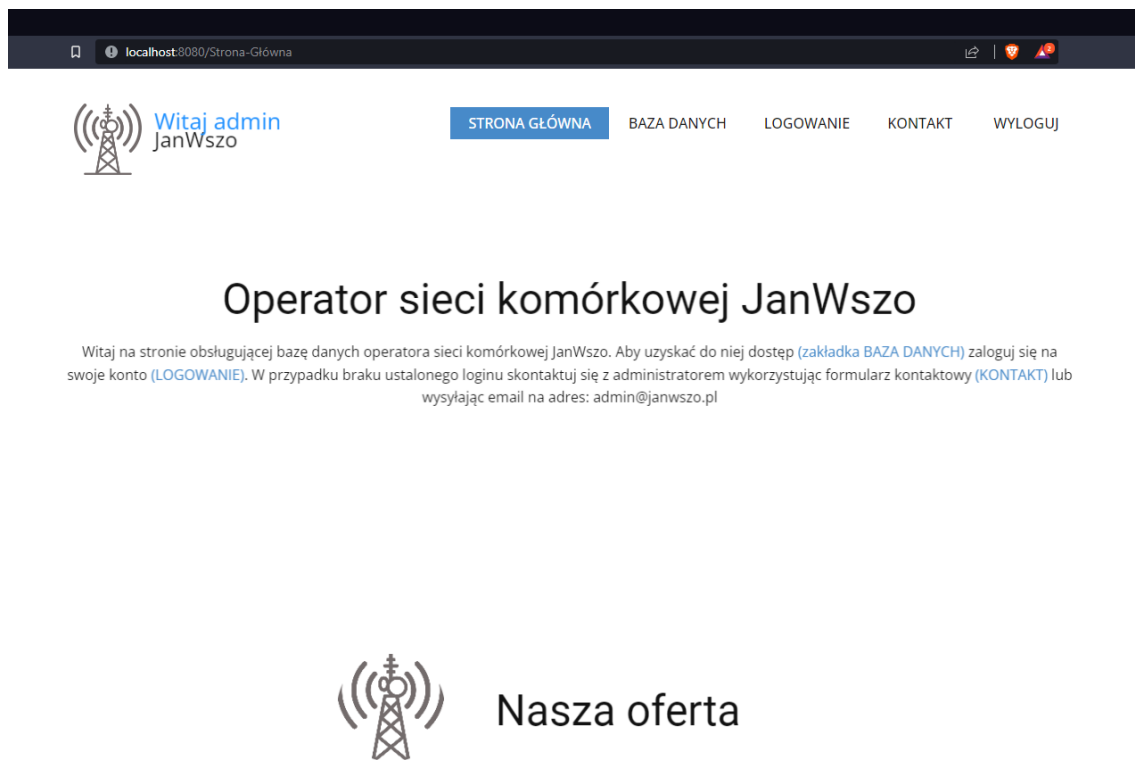 localhost:8080/Strona-Główna
2
Witaj admin
JanWszo
STRONA GŁÓWNA BAZA DANYCH LOGOWANIE KONTAKT WYLOGUJ
Operator sieci komórkowej JanWszo
Witaj na stronie obsługującej bazę danych operatora sieci komórkowej JanWszo. Aby uzyskać do niej dostęp (zakładka BAZA DANYCH) zaloguj się na
swoje konto (LOGOWANIE). W przypadku braku ustalonego loginu skontaktuj się z administratorem wykorzystując formularz kontaktowy (KONTAKT) lub
wysyłając email na adres: admin@janwszo.pl
Nasza oferta